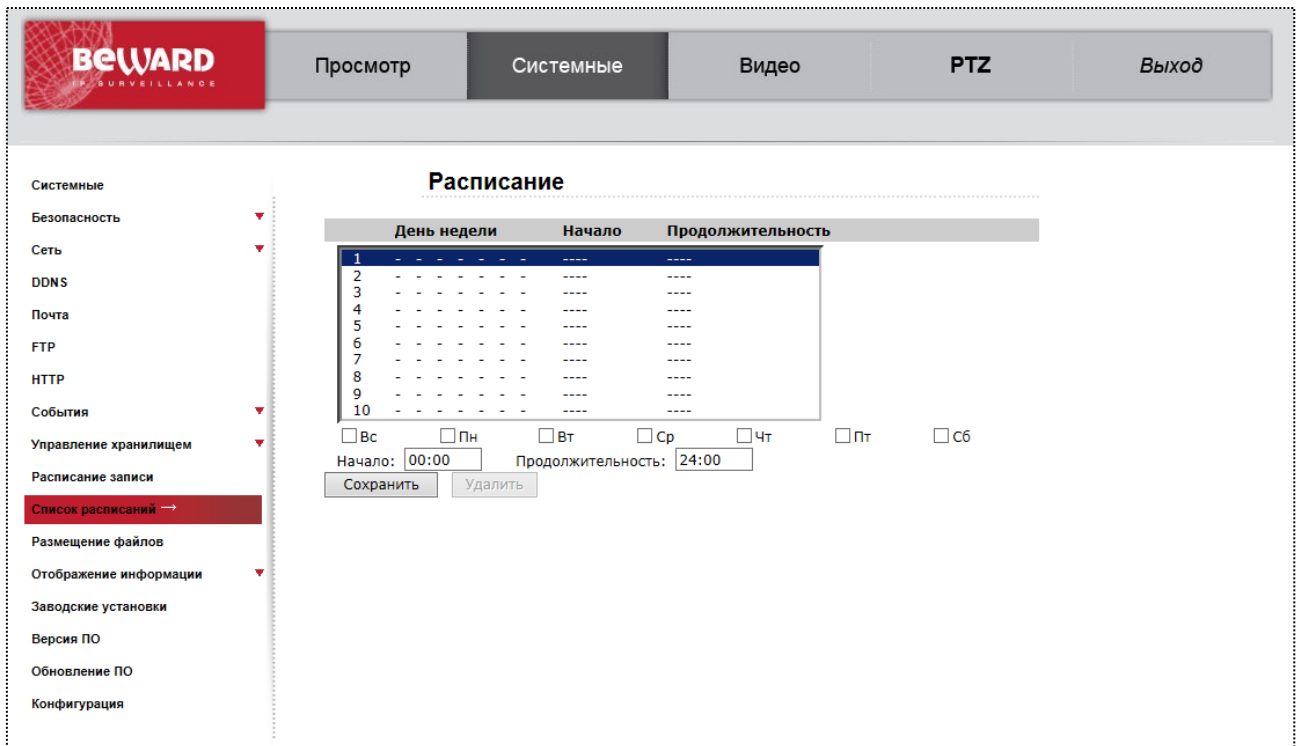 BEWARD
IP SURVEILLANCE
Просмотр
Системные
Видео
PTZ
Выход
Системные
Безопасность
Сеть
DDNS
Почта
FTP
HTTP
События
Управление хранилищем
Расписание записи
Список расписаний →
Размещение файлов
Отображение информации
Заводские установки
Версия ПО
Обновление ПО
Конфигурация
Расписание
День недели Начало Продолжительность
1 - - - - - - - ---- ----
2 - - - - - - - ---- ----
3 - - - - - - - ---- ----
4 - - - - - - - ---- ----
5 - - - - - - - ---- ----
6 - - - - - - - ---- ----
7 - - - - - - - ---- ----
8 - - - - - - - ---- ----
9 - - - - - - - ---- ----
10 - - - - - - - ---- ----
Вс Пн Вт Ср Чт Пт Сб
Начало: 00:00 Продолжительность: 24:00
Сохранить Удалить